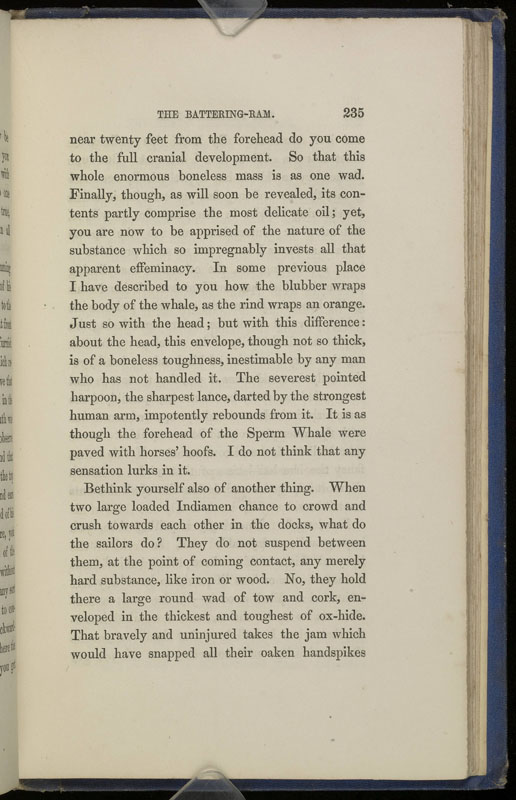 THE BATTERING-RAM. 235
near twenty feet from the forehead do you come
to the full cranial development. So that this
whole enormous boneless mass is as one wad.
Finally, though, as will soon be revealed, its con-
tents partly comprise the most delicate oil; yet,
you are now to be apprised of the nature of the
substance which so impregnably invests all that
apparent effeminacy. In some previous place
I have described to you how the blubber wraps
the body of the whale, as the rind wraps an orange.
Just so with the head; but with this difference:
about the head, this envelope, though not so thick,
is of a boneless toughness, inestimable by any man
who has not handled it. The severest pointed
harpoon, the sharpest lance, darted by the strongest
human arm, impotently rebounds from it. It is as
though the forehead of the Sperm Whale were
paved with horses' hoofs. I do not think that any
sensation lurks in it.
Bethink yourself also of another thing. When
two large loaded Indiamen chance to crowd and
crush towards each other in the docks, what do
the sailors do? They do not suspend between
them, at the point of coming contact, any merely
hard substance, like iron or wood. No, they hold
there a large round wad of tow and cork, en-
veloped in the thickest and toughest of ox-hide.
That bravely and uninjured takes the jam which
would have snapped all their oaken handspikes